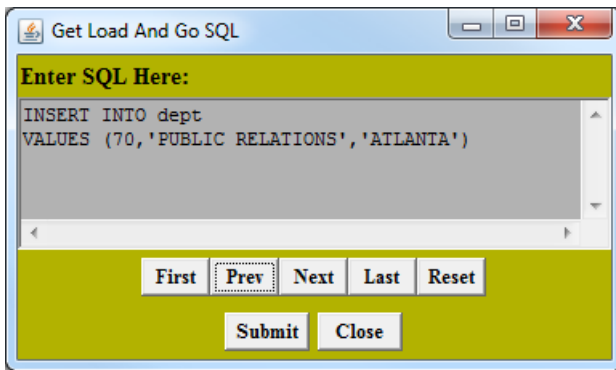 Get Load And Go SQL
Enter SQL Here:
INSERT INTO dept
VALUES (70,'PUBLIC RELATIONS','ATLANTA')
First Prev Next Last Reset
Submit Close